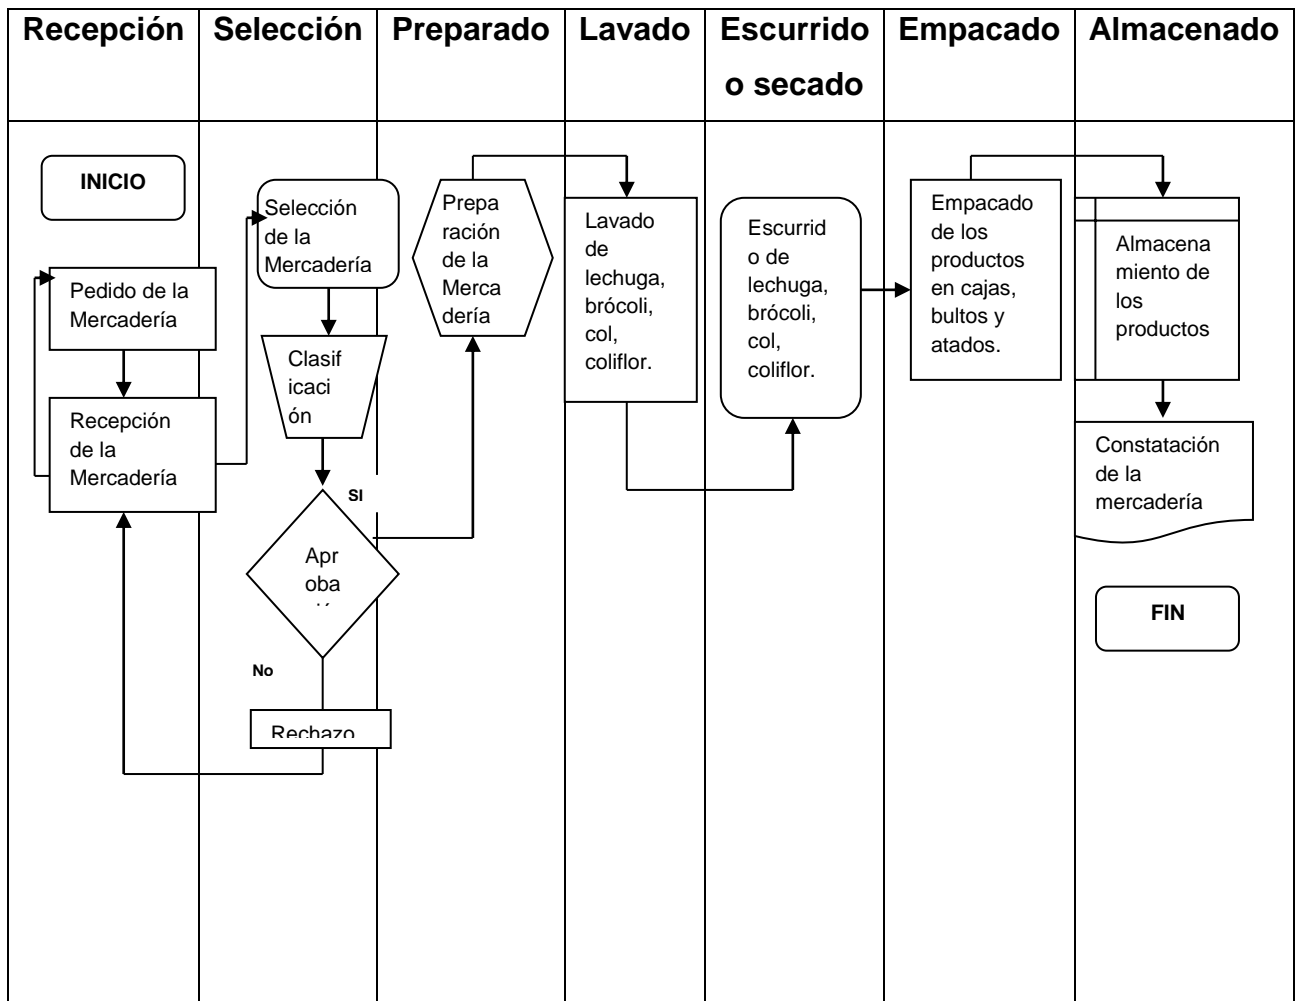 Recepción
Selección
Preparado
Lavado
Escurrido
o secado
Empacado
Almacenado
INICIO
Pedido de la
Mercadería
Recepción
de la
Mercadería
Selección
de la
Mercadería
Clasif
icaci
ón
SI
Apr
oba
No
Rechazo
Prepa
ración
de la
Merca
dería
Lavado
de
lechuga,
brócoli,
col,
coliflor.
Escurrid
o de
lechuga,
brócoli,
col,
coliflor.
Empacado
de los
productos
en cajas,
bultos y
atados.
Almacena
miento de
los
productos
Constatación
de la
mercadería
FIN